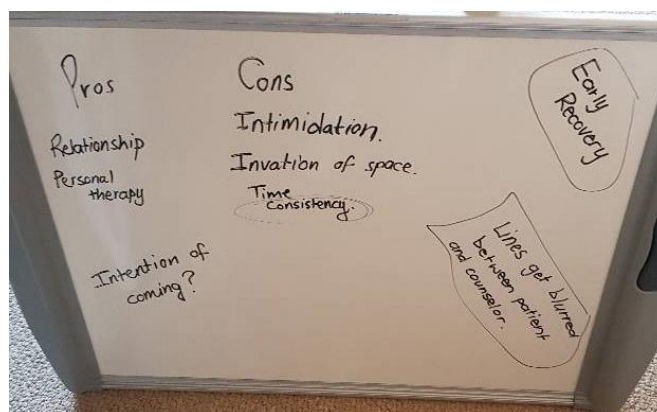 Pros
Relationship
Personal
therapy
Intention of
coming?
Cons
Intimidation.
Invation of space.
Time
Consistency.
Early
Recovery
Lines get blurred
between patient
and counselor.